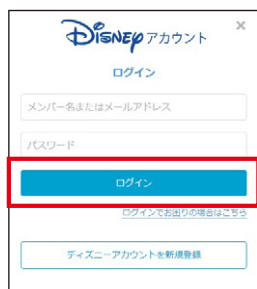 × 
Disney アカウント
ログイン
メンバー名またはメールアドレス
パスワード
ログイン
ログインでお困りの場合はこちら
ディズニーアカウントを新規登録